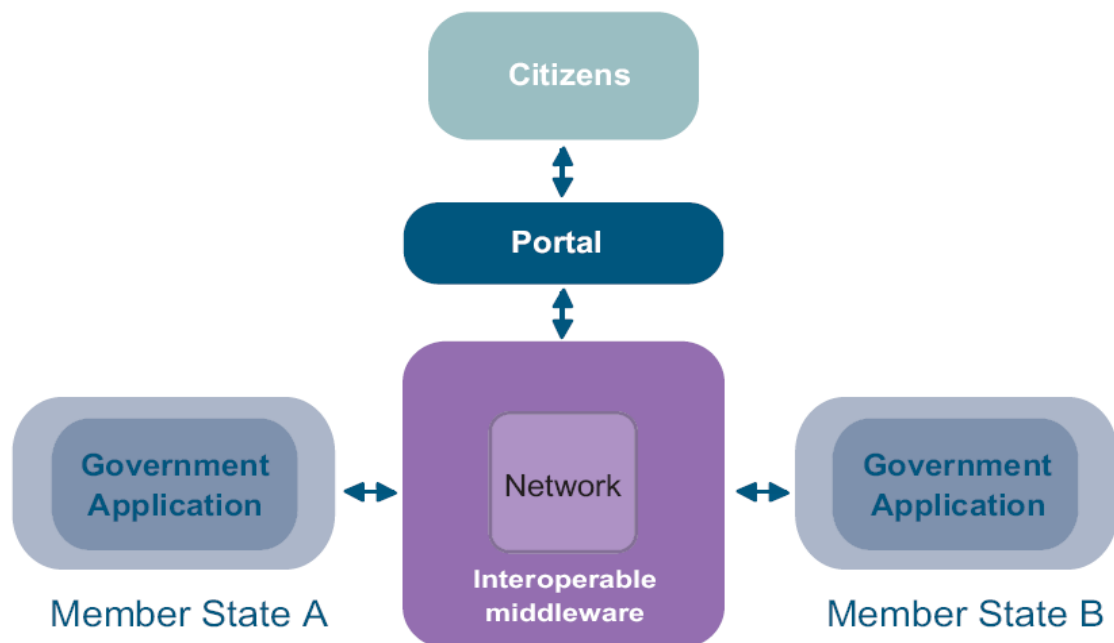 Citizens
Portal
Government
Application
Member State A
Network
Interoperable
middleware
Government
Application
Member State B